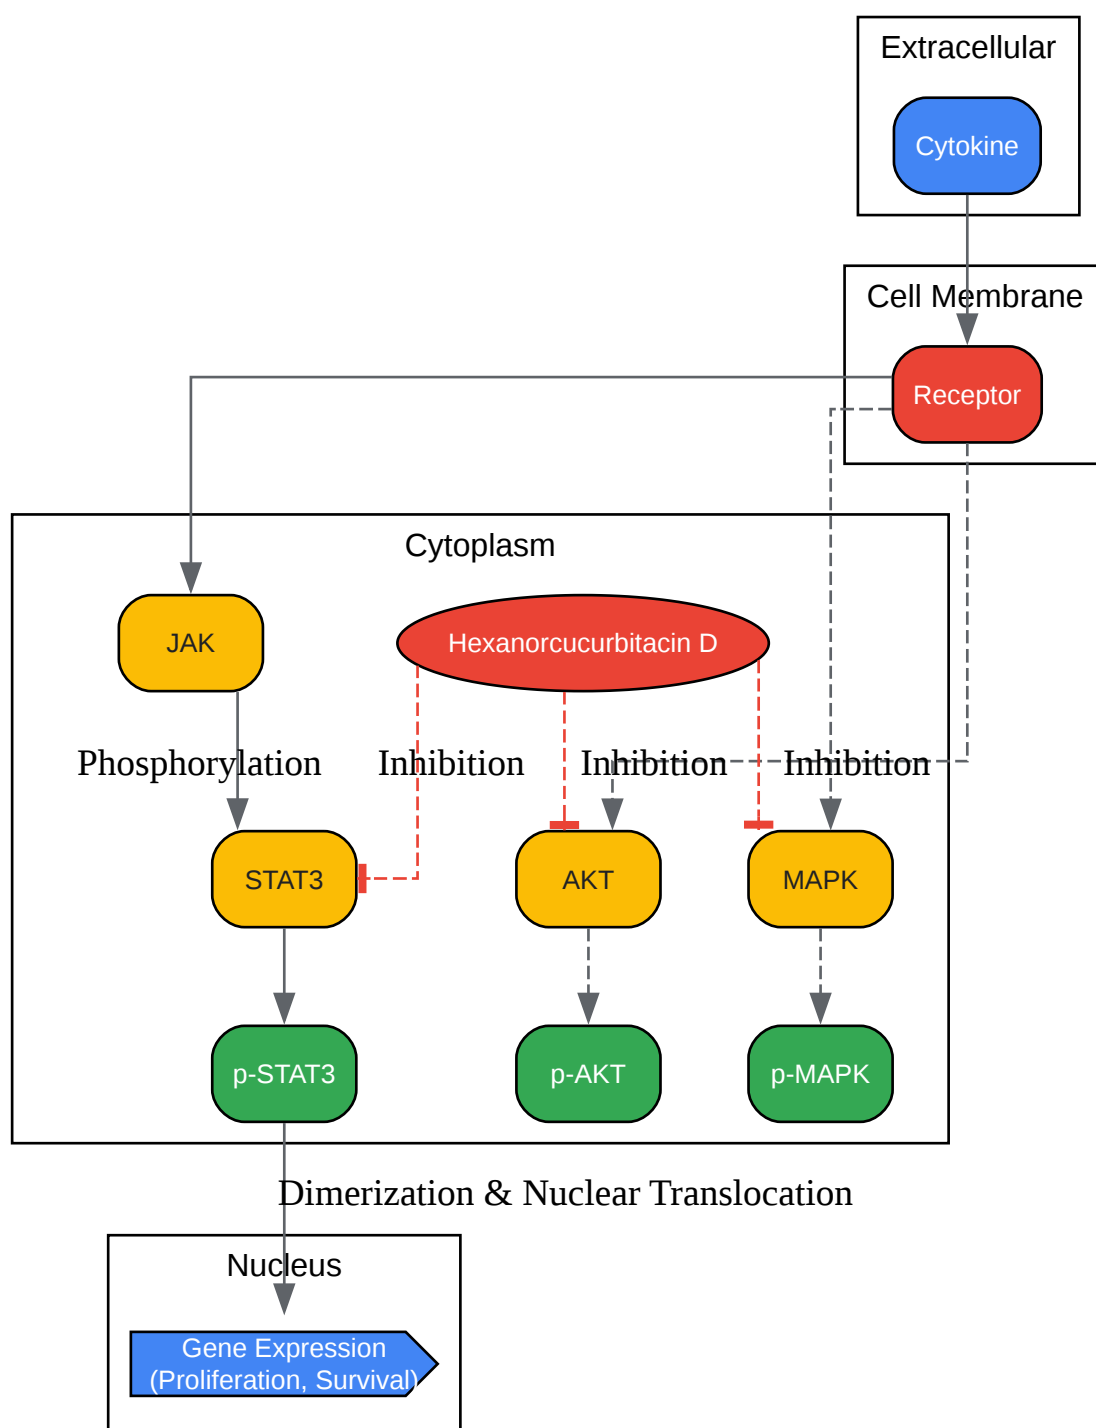 Extracellular
Cytokine
Cell Membrane
Receptor
Cytoplasm
JAK
Hexanorcucurbitacin D
Phosphorylation
Inhibition
Inhibition
Inhibition
STAT3
AKT
MAPK
p-STAT3
p-AKT
p-MAPK
Dimerization & Nuclear Translocation
Nucleus
Gene Expression
(Proliferation, Survival)